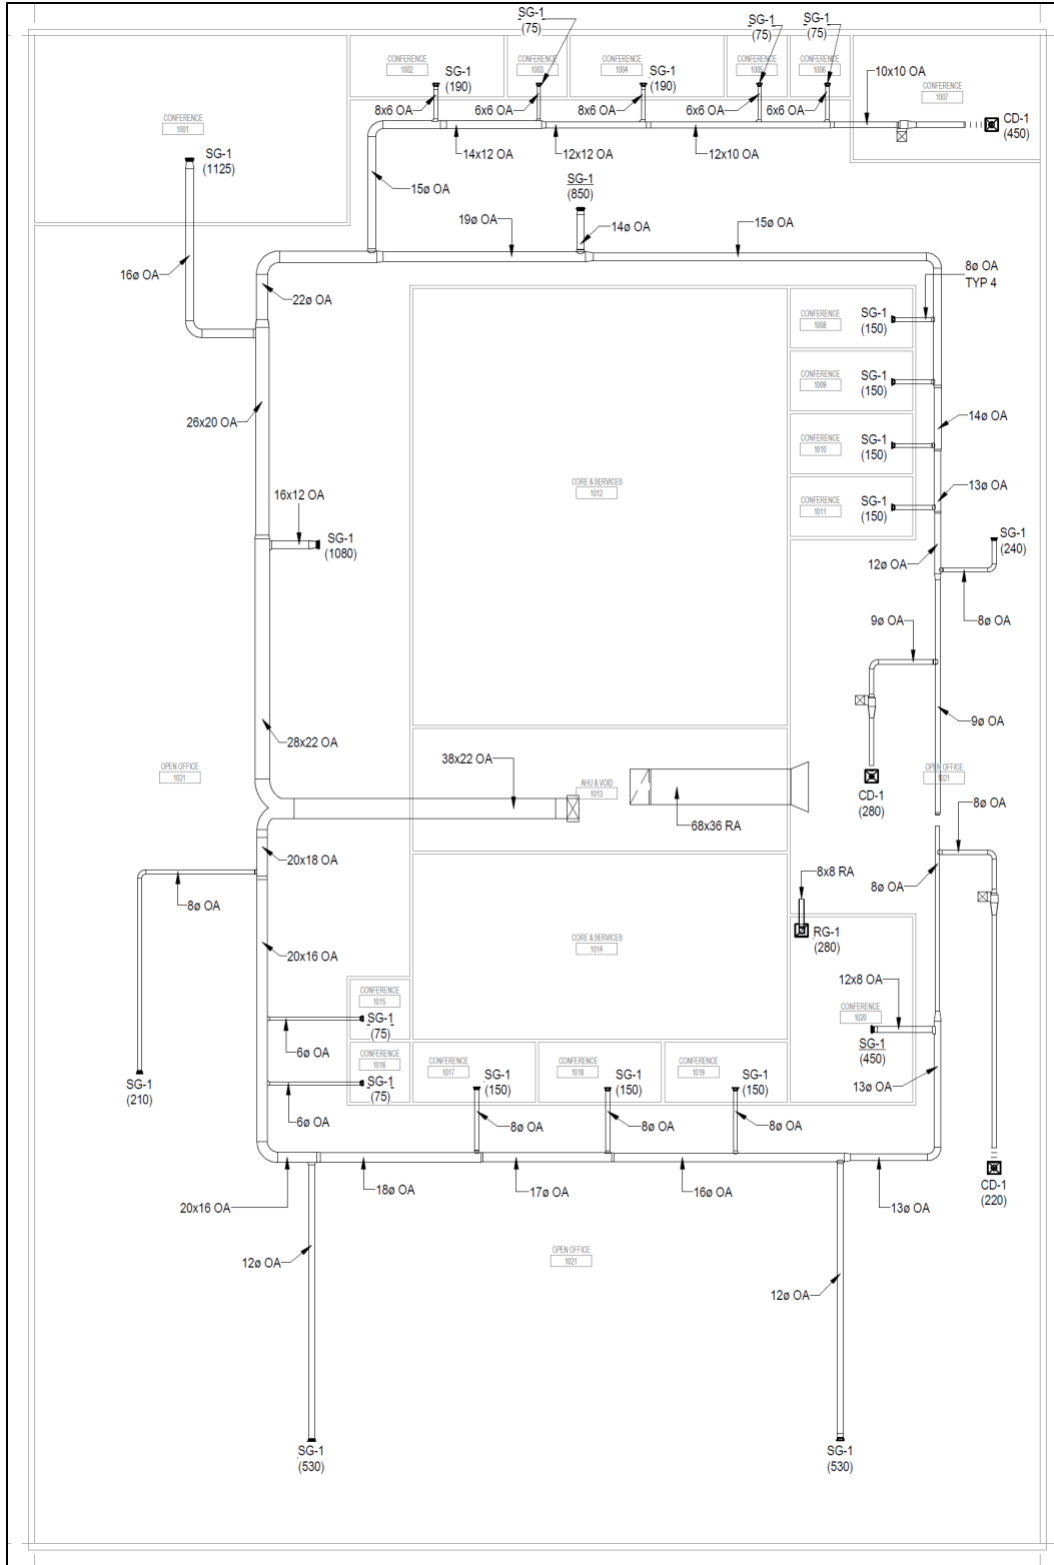 SG-1
(75)
SG-1
(75)
SG-1
(75)
CONFERENCE
1002
CONFERENCE
1003
CONFERENCE
1004
CONFERENCE
1005
CONFERENCE
1006
CONFERENCE
1007
SG-1
(190)
SG-1
(190)
10x10 OA
8x6 OA
6x6 OA
8x6 OA
6x6 OA
6x6 OA
CD-1
(450)
CONFERENCE
1001
14x12 OA
12x12 OA
12x10 OA
SG-1
(1125)
15ø OA
SG-1
(850)
19ø OA
14ø OA
15ø OA
16ø OA
22ø OA
8ø OA
TYP 4
CONFERENCE
1008
SG-1
(150)
CONFERENCE
1009
SG-1
(150)
26x20 OA
14ø OA
CONFERENCE
1010
SG-1
(150)
CORE & SERVICES
1012
13ø OA
16x12 OA
CONFERENCE
1011
SG-1
(150)
SG-1
(1080)
SG-1
(240)
12ø OA
9ø OA
8ø OA
28x22 OA
9ø OA
38x22 OA
OPEN OFFICE
1021
AHU & VOID
1013
OPEN OFFICE
1021
CD-1
(280)
68x36 RA
8ø OA
20x18 OA
8x8 RA
8ø OA
8ø OA
RG-1
(280)
CORE & SERVICES
1014
20x16 OA
12x8 OA
CONFERENCE
1015
SG-1
(75)
CONFERENCE
1020
SG-1
(450)
6ø OA
CONFERENCE
1016
SG-1
(75)
CONFERENCE
1017
SG-1
(150)
CONFERENCE
1018
SG-1
(150)
CONFERENCE
1019
SG-1
(150)
13ø OA
SG-1
(210)
6ø OA
8ø OA
8ø OA
8ø OA
18ø OA
17ø OA
16ø OA
20x16 OA
13ø OA
CD-1
(220)
12ø OA
OPEN OFFICE
1021
12ø OA
SG-1
(530)
SG-1
(530)